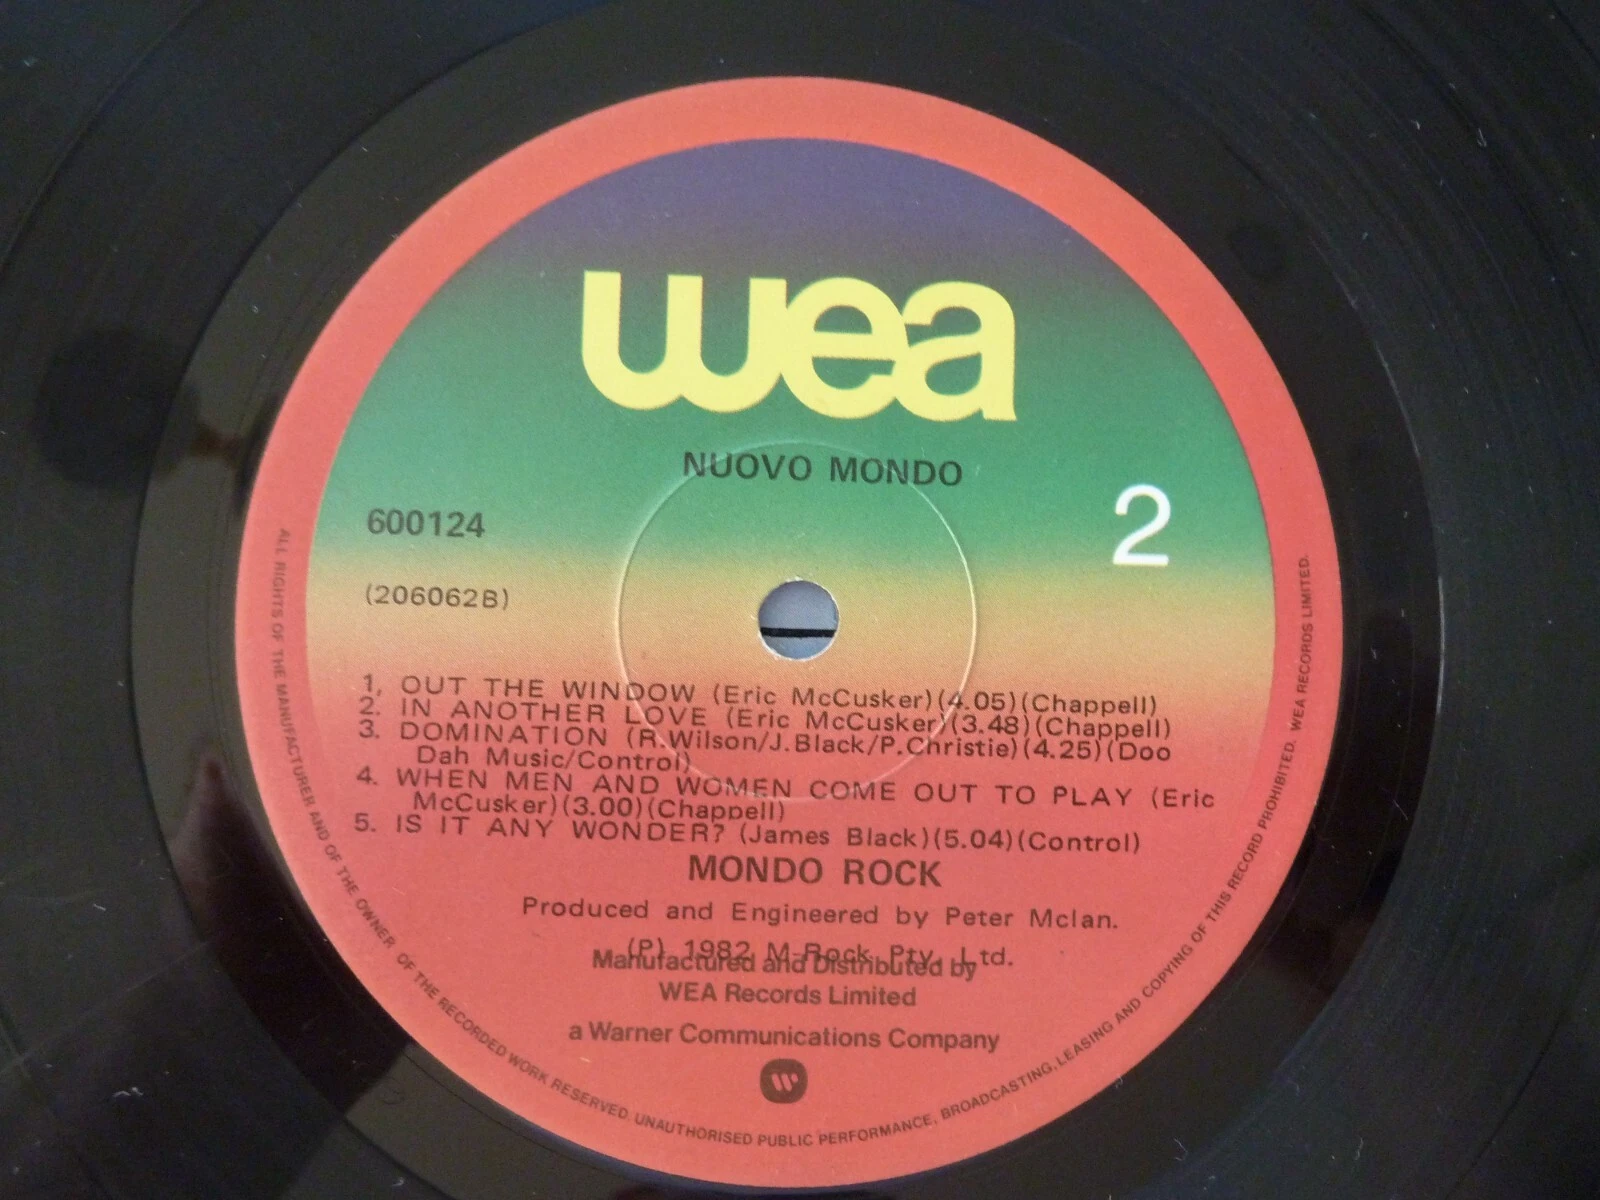 wea
NUOVO MONDO
2
600124
(206062B)
1, OUT THE WINDOW (Eric McCusker)(4.05)(Chappell)
2. IN ANOTHER LOVE (Eric McCusker)(3.48)(Chappell)
3. DOMINATION (R.Wilson/J.Black/P.Christie)(4.25)(Doo
Dah Music/Control)
4. WHEN MEN AND WOMEN COME OUT TO PLAY (Eric
McCusker)(3.00)(Chappell)
5. IS IT ANY WONDER? (James Black)(5.04)(Control)
MONDO ROCK
Produced and Engineered by Peter McIan.
(P) 1982 M-Rock Pty. Ltd.
Manufactured and Distributed by
WEA Records Limited
a Warner Communications Company
ALL RIGHTS OF THE MANUFACTURER AND OF THE OWNER OF THE RECORDED WORK RESERVED. UNAUTHORISED PUBLIC PERFORMANCE, BROADCASTING, LEASING AND COPYING OF THIS RECORD PROHIBITED. WEA RECORDS LIMITED.